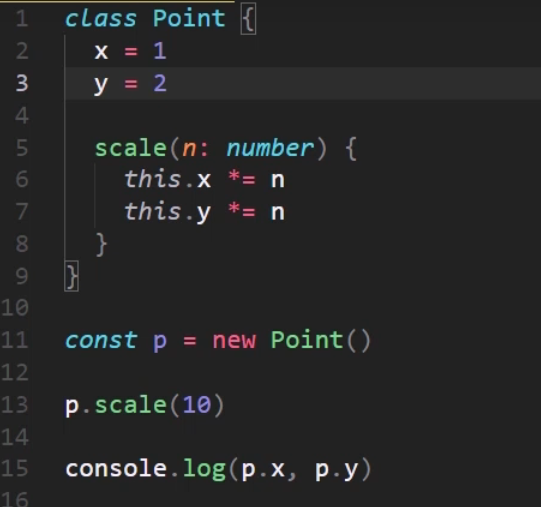 1 class Point {
2   x = 1
3   y = 2
4
5   scale(n: number) {
6     this.x *= n
7     this.y *= n
8   }
9 }
10
11 const p = new Point()
12
13 p.scale(10)
14
15 console.log(p.x, p.y)
16